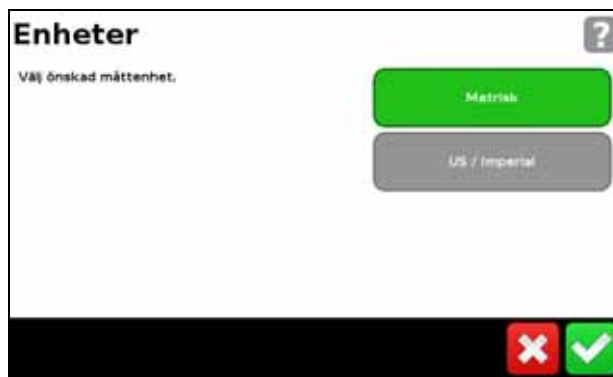 Enheter
?
Välj önskad måttenhet.
Metrisk
US / Imperial